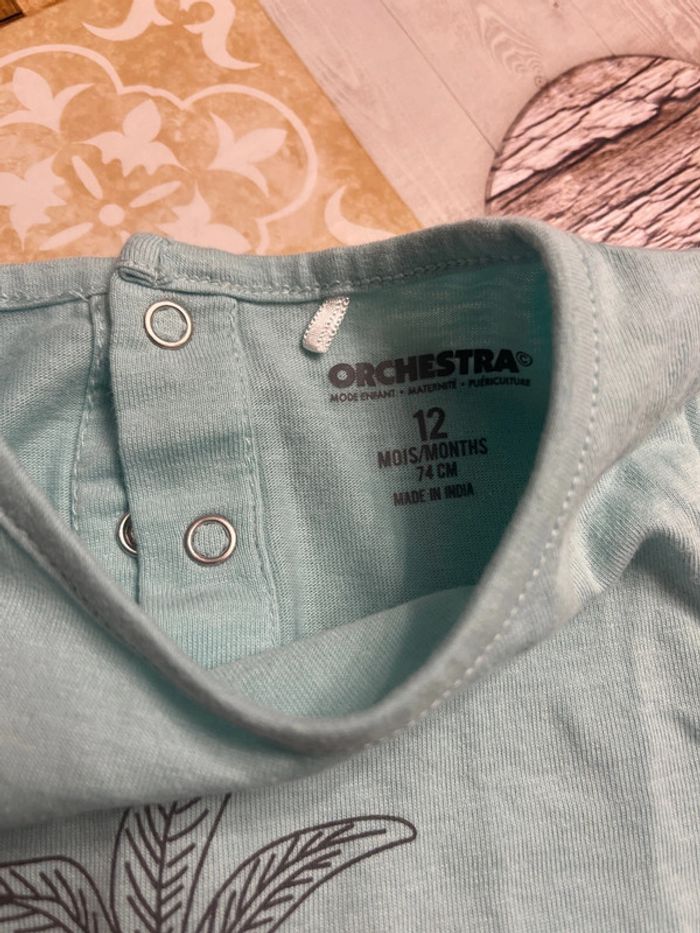 ORCHESTRA©
MODE ENFANT • MATERNITÉ • PUÉRICULTURE
12
MOIS/MONTHS
74 CM
MADE IN INDIA